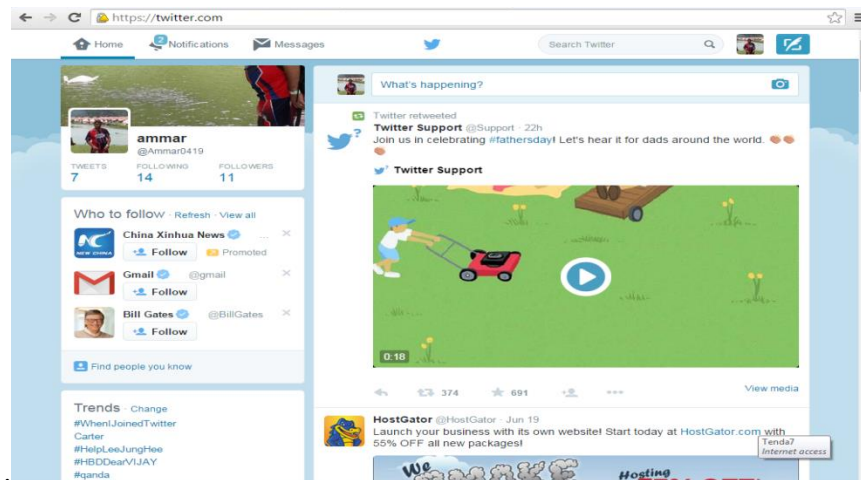 https://twitter.com
Home
2
Notifications
Messages
Search Twitter
ammar
@Ammar0419
TWEETS FOLLOWING FOLLOWERS
7 14 11
Who to follow · Refresh · View all
China Xinhua News ...
NEW CHINA
Follow
Promoted
Gmail @gmail
Follow
Bill Gates @BillGates
Follow
Find people you know
Trends · Change
#WhenIJoinedTwitter
Carter
#HelpLeeJungHee
#HBDDearVIJAY
#qanda
What's happening?
Twitter retweeted
Twitter Support @Support · 22h
Join us in celebrating #fathersday! Let's hear it for dads around the world.
Twitter Support
0:18
374
691
View media
HostGator @HostGator · Jun 19
Launch your business with its own website! Start today at HostGator.com with
55% OFF all new packages!
Tenda7
Internet access
We
Hosting